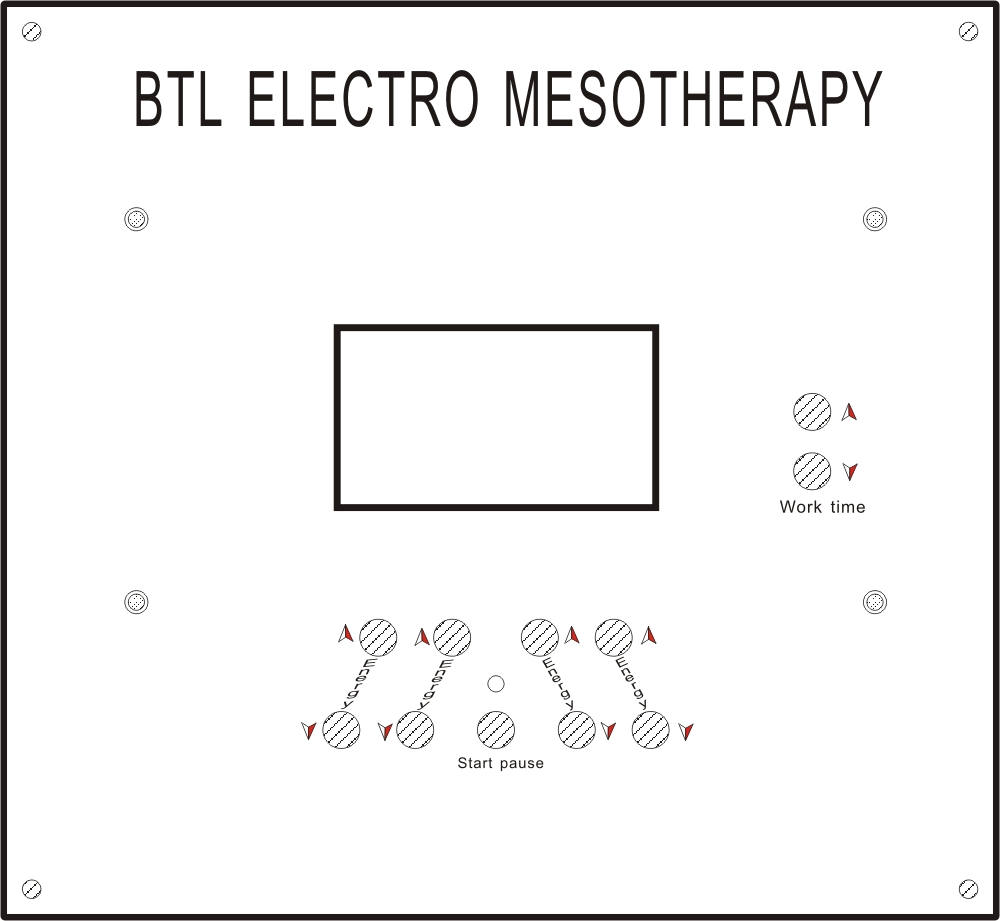 BTL ELECTRO MESOTHERAPY
Work time
Energy
Energy
Energy
Energy
Start pause